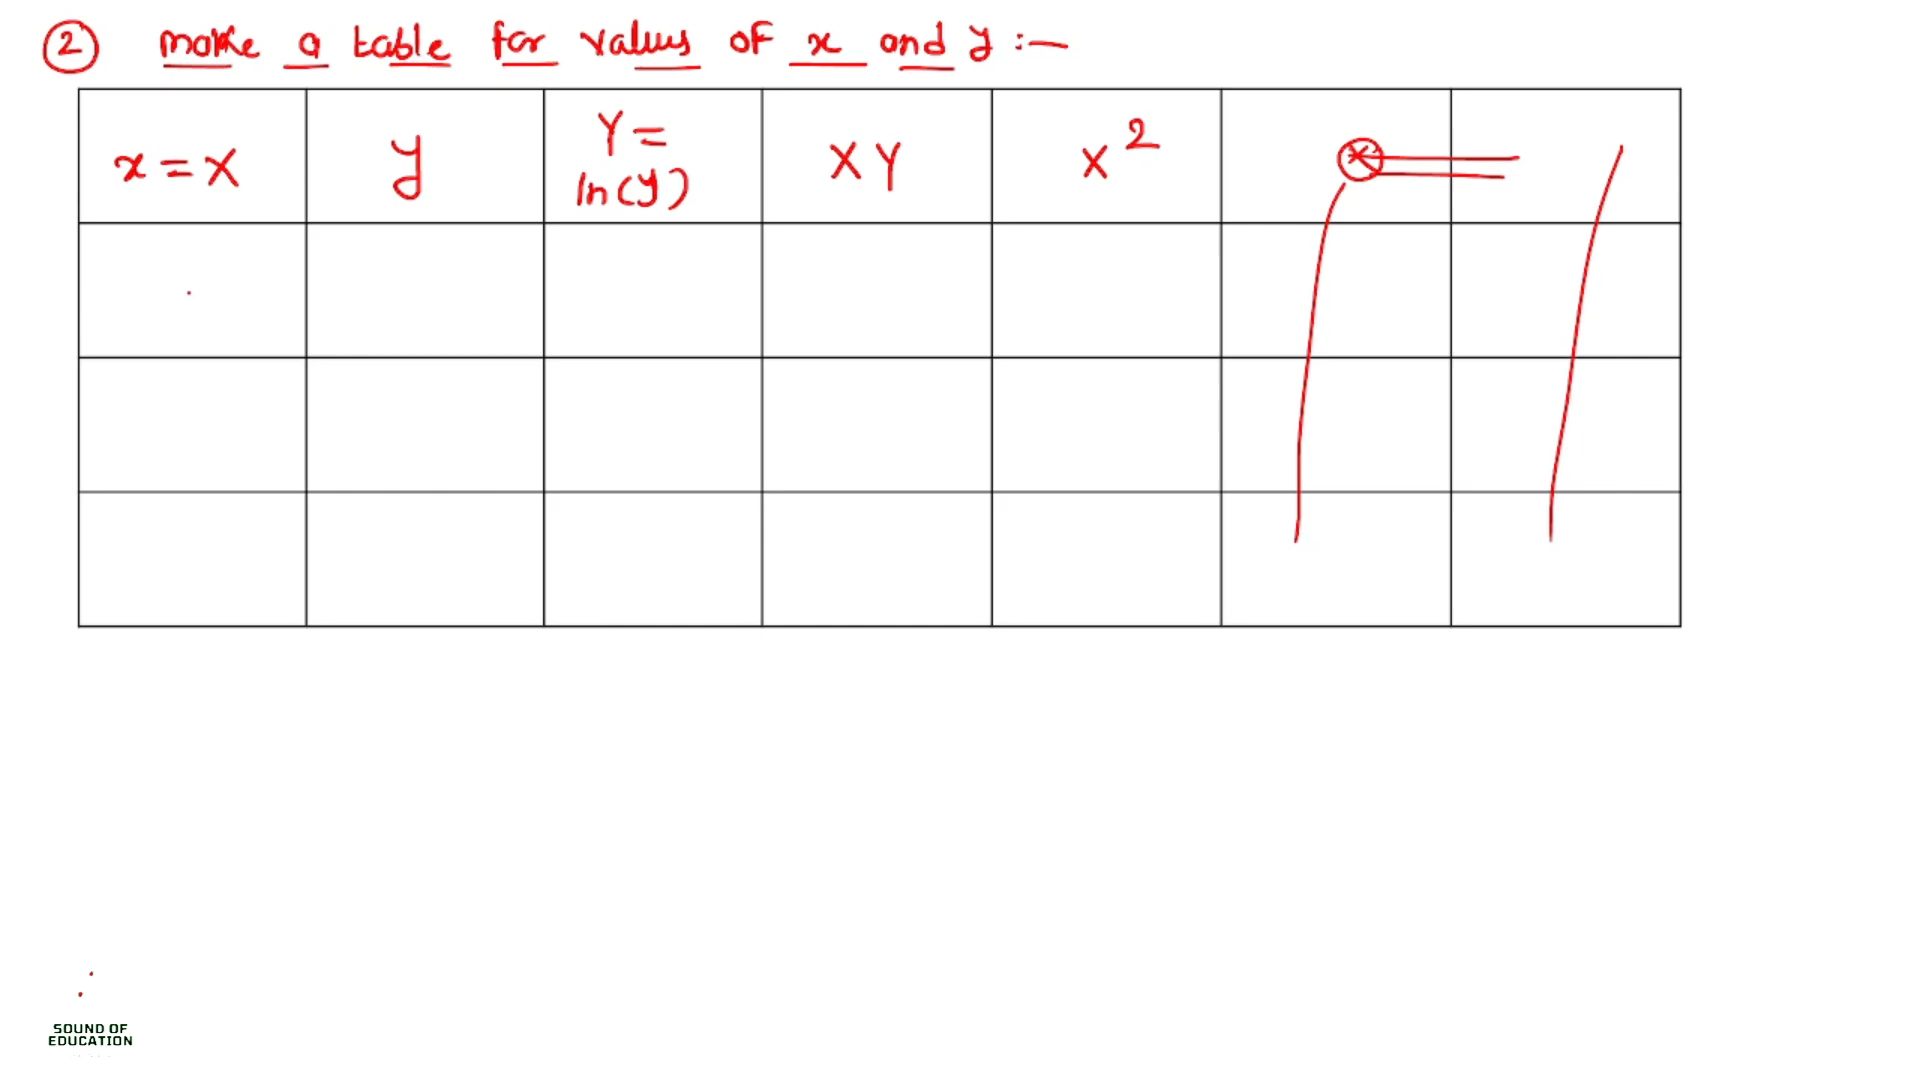 ② make a table for values of x and y :-
x = X
y
Y =
ln(y)
XY
X²
SOUND OF
EDUCATION